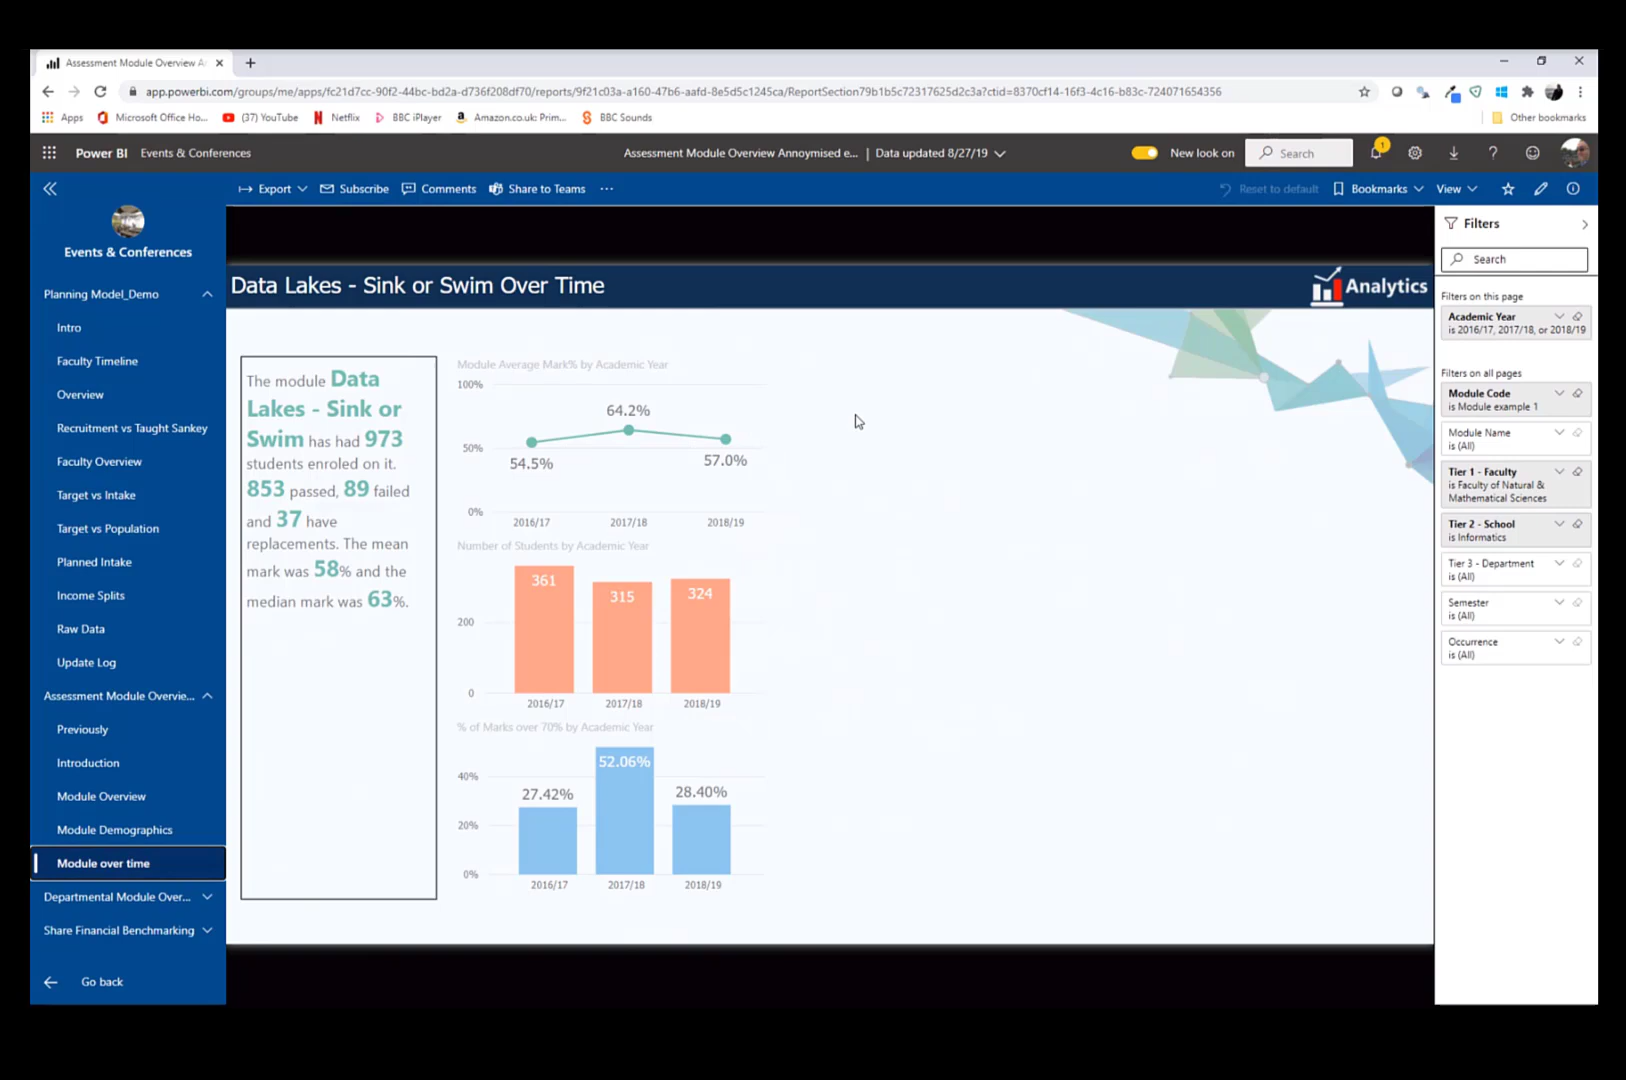 Assessment Module Overview A
app.powerbi.com/groups/me/apps/fc21d7cc-90f2-44bc-bd2a-d736f208df70/reports/9f21c03a-a160-47b6-aafd-8e5d5c1245ca/ReportSection79b1b5c72317625d2c3a?ctid=8370cf14-16f3-4c16-b83c-724071654356
Apps Microsoft Office Ho... (37) YouTube Netflix BBC iPlayer Amazon.co.uk: Prim... BBC Sounds Other bookmarks
Power BI Events & Conferences Assessment Module Overview Annoymised e... | Data updated 8/27/19 New look on Search 1
Export Subscribe Comments Share to Teams ... Reset to default Bookmarks View
Events & Conferences
Planning Model_Demo
Intro
Faculty Timeline
Overview
Recruitment vs Taught Sankey
Faculty Overview
Target vs Intake
Target vs Population
Planned Intake
Income Splits
Raw Data
Update Log
Assessment Module Overvie...
Previously
Introduction
Module Overview
Module Demographics
Module over time
Departmental Module Over...
Share Financial Benchmarking
Go back
Data Lakes - Sink or Swim Over Time
Analytics
The module Data
Lakes - Sink or
Swim has had 973
students enroled on it.
853 passed, 89 failed
and 37 have
replacements. The mean
mark was 58% and the
median mark was 63%.
Module Average Mark% by Academic Year
100%
64.2%
50%
54.5% 57.0%
0%
2016/17 2017/18 2018/19
Number of Students by Academic Year
361 315 324
200
0
2016/17 2017/18 2018/19
% of Marks over 70% by Academic Year
52.06%
40%
27.42% 28.40%
20%
0%
2016/17 2017/18 2018/19
Filters
Search
Filters on this page
Academic Year
is 2016/17, 2017/18, or 2018/19
Filters on all pages
Module Code
is Module example 1
Module Name
is (All)
Tier 1 - Faculty
is Faculty of Natural &
Mathematical Sciences
Tier 2 - School
is Informatics
Tier 3 - Department
is (All)
Semester
is (All)
Occurrence
is (All)